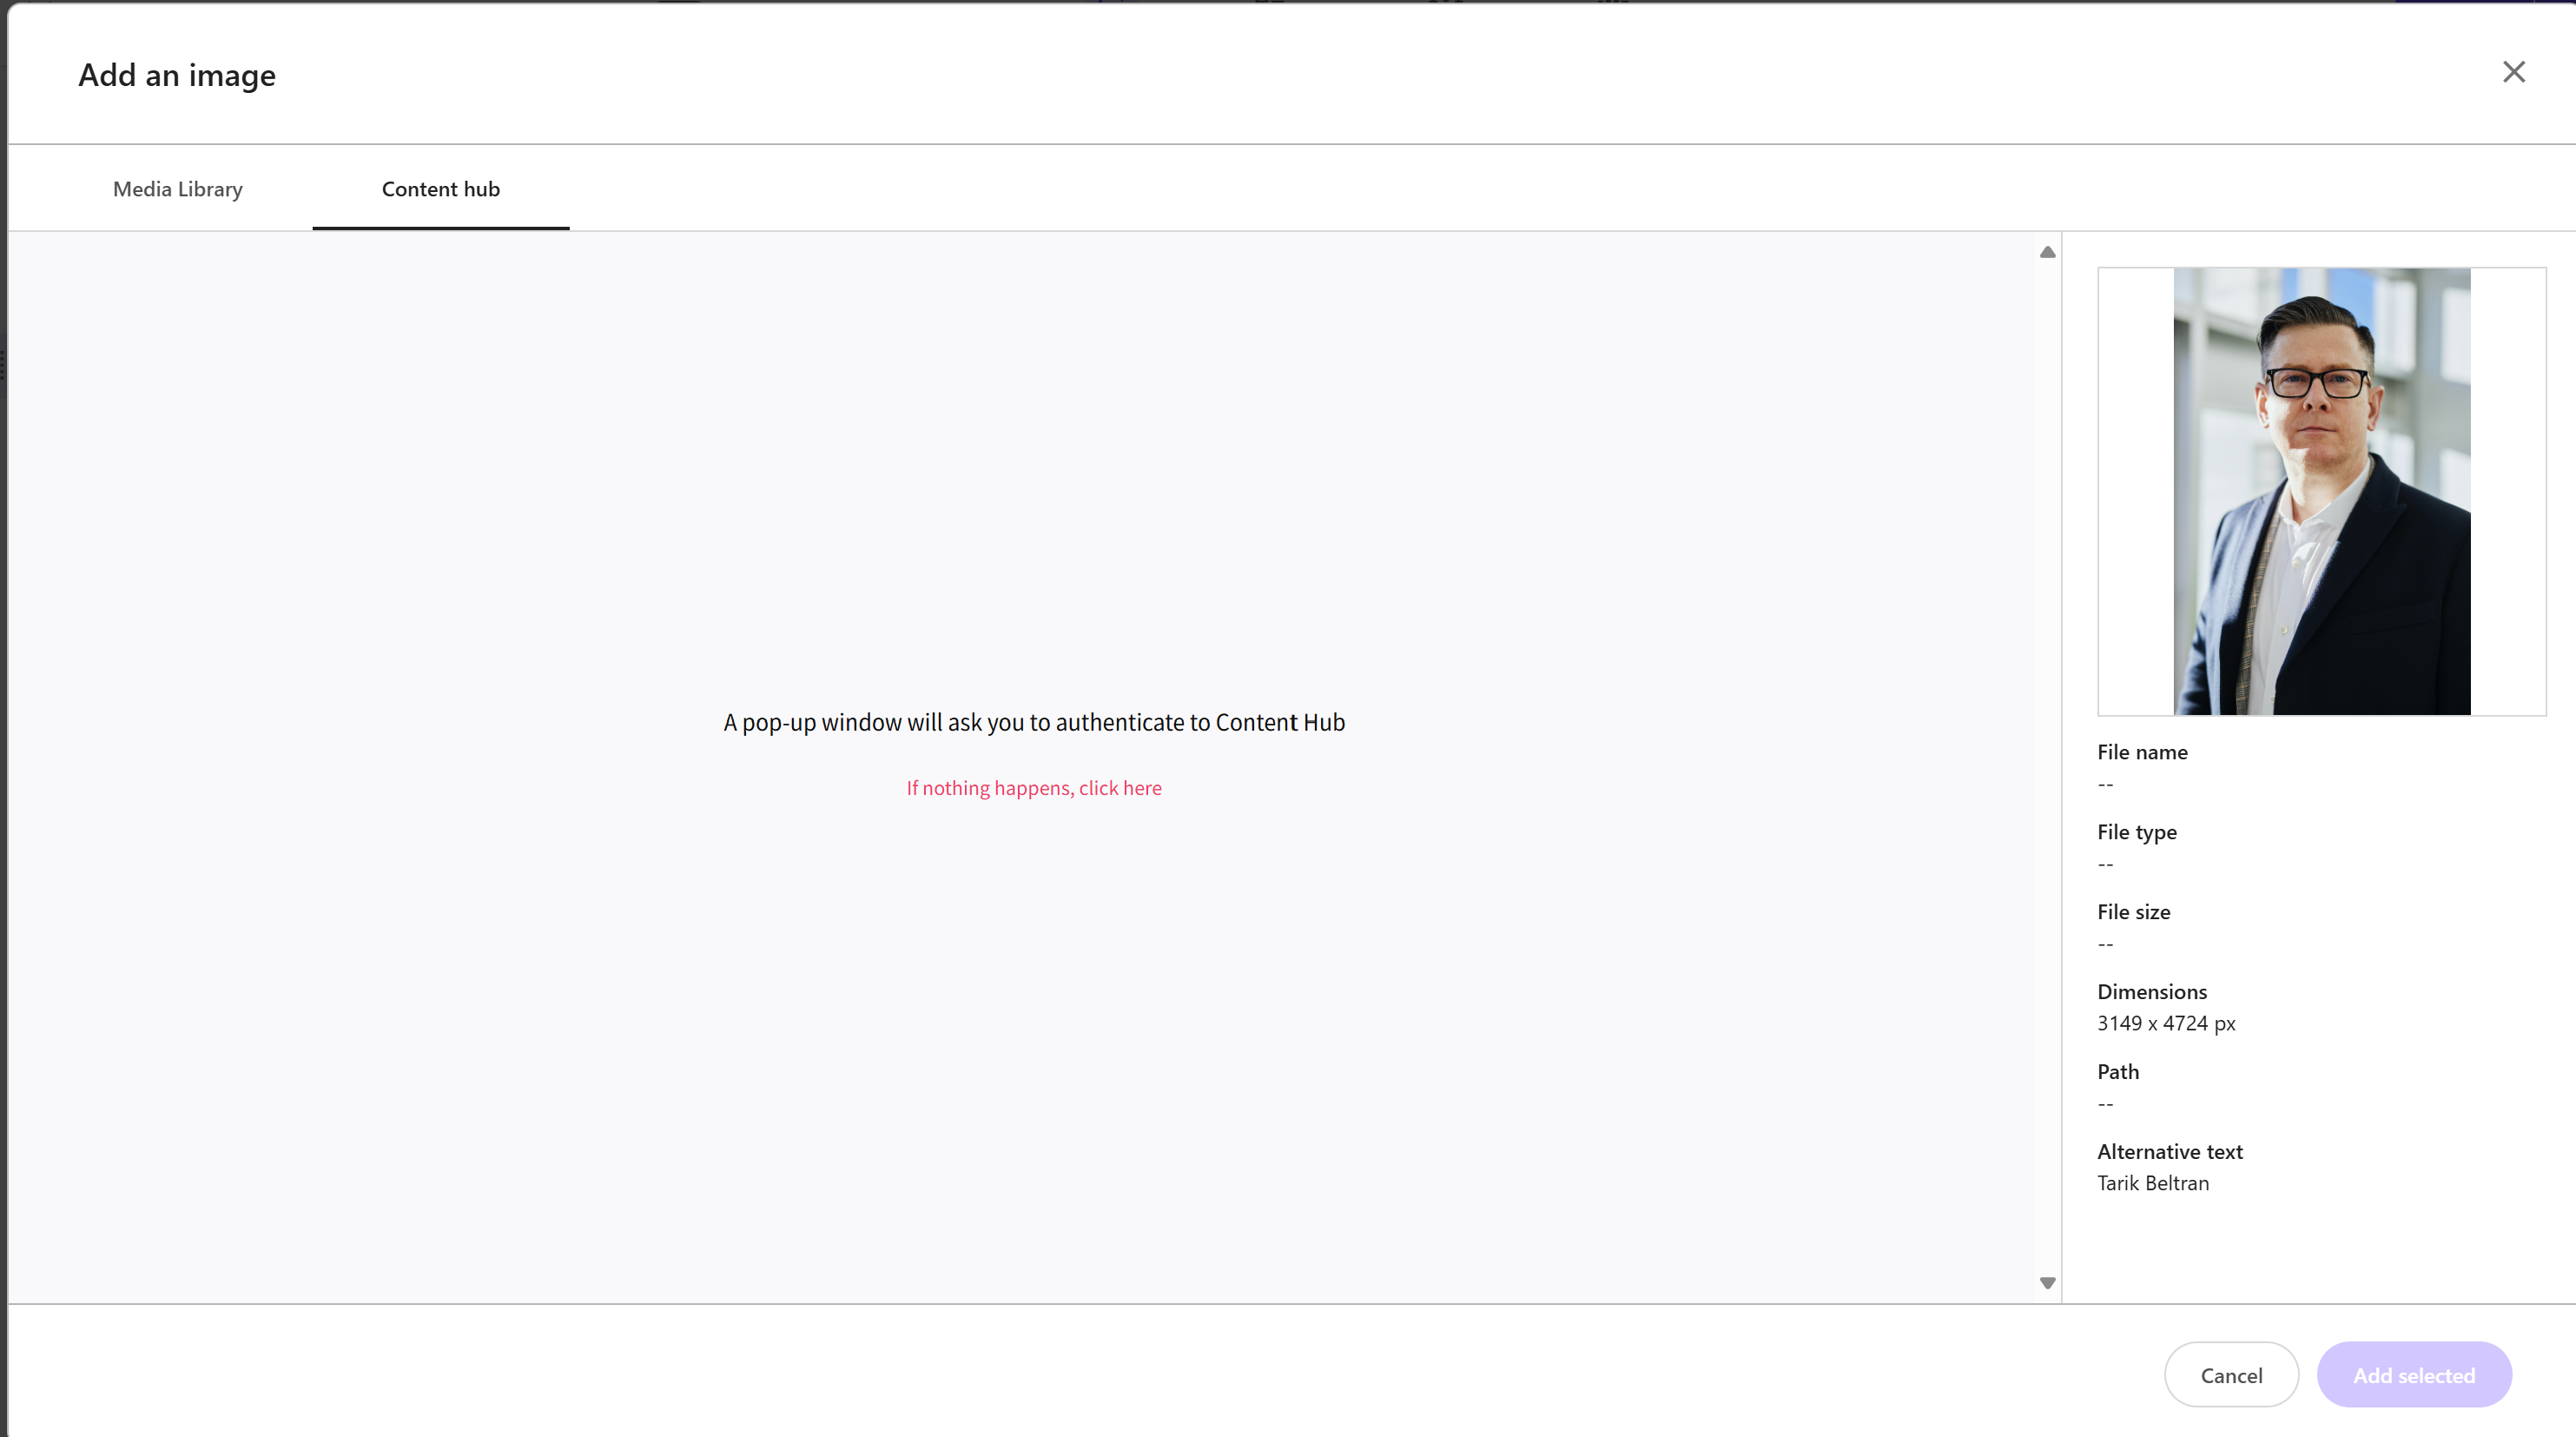 Add an image
Media Library
Content hub
A pop-up window will ask you to authenticate to Content Hub
If nothing happens, click here
File name
--
File type
--
File size
--
Dimensions
3149 x 4724 px
Path
--
Alternative text
Tarik Beltran
Cancel
Add selected